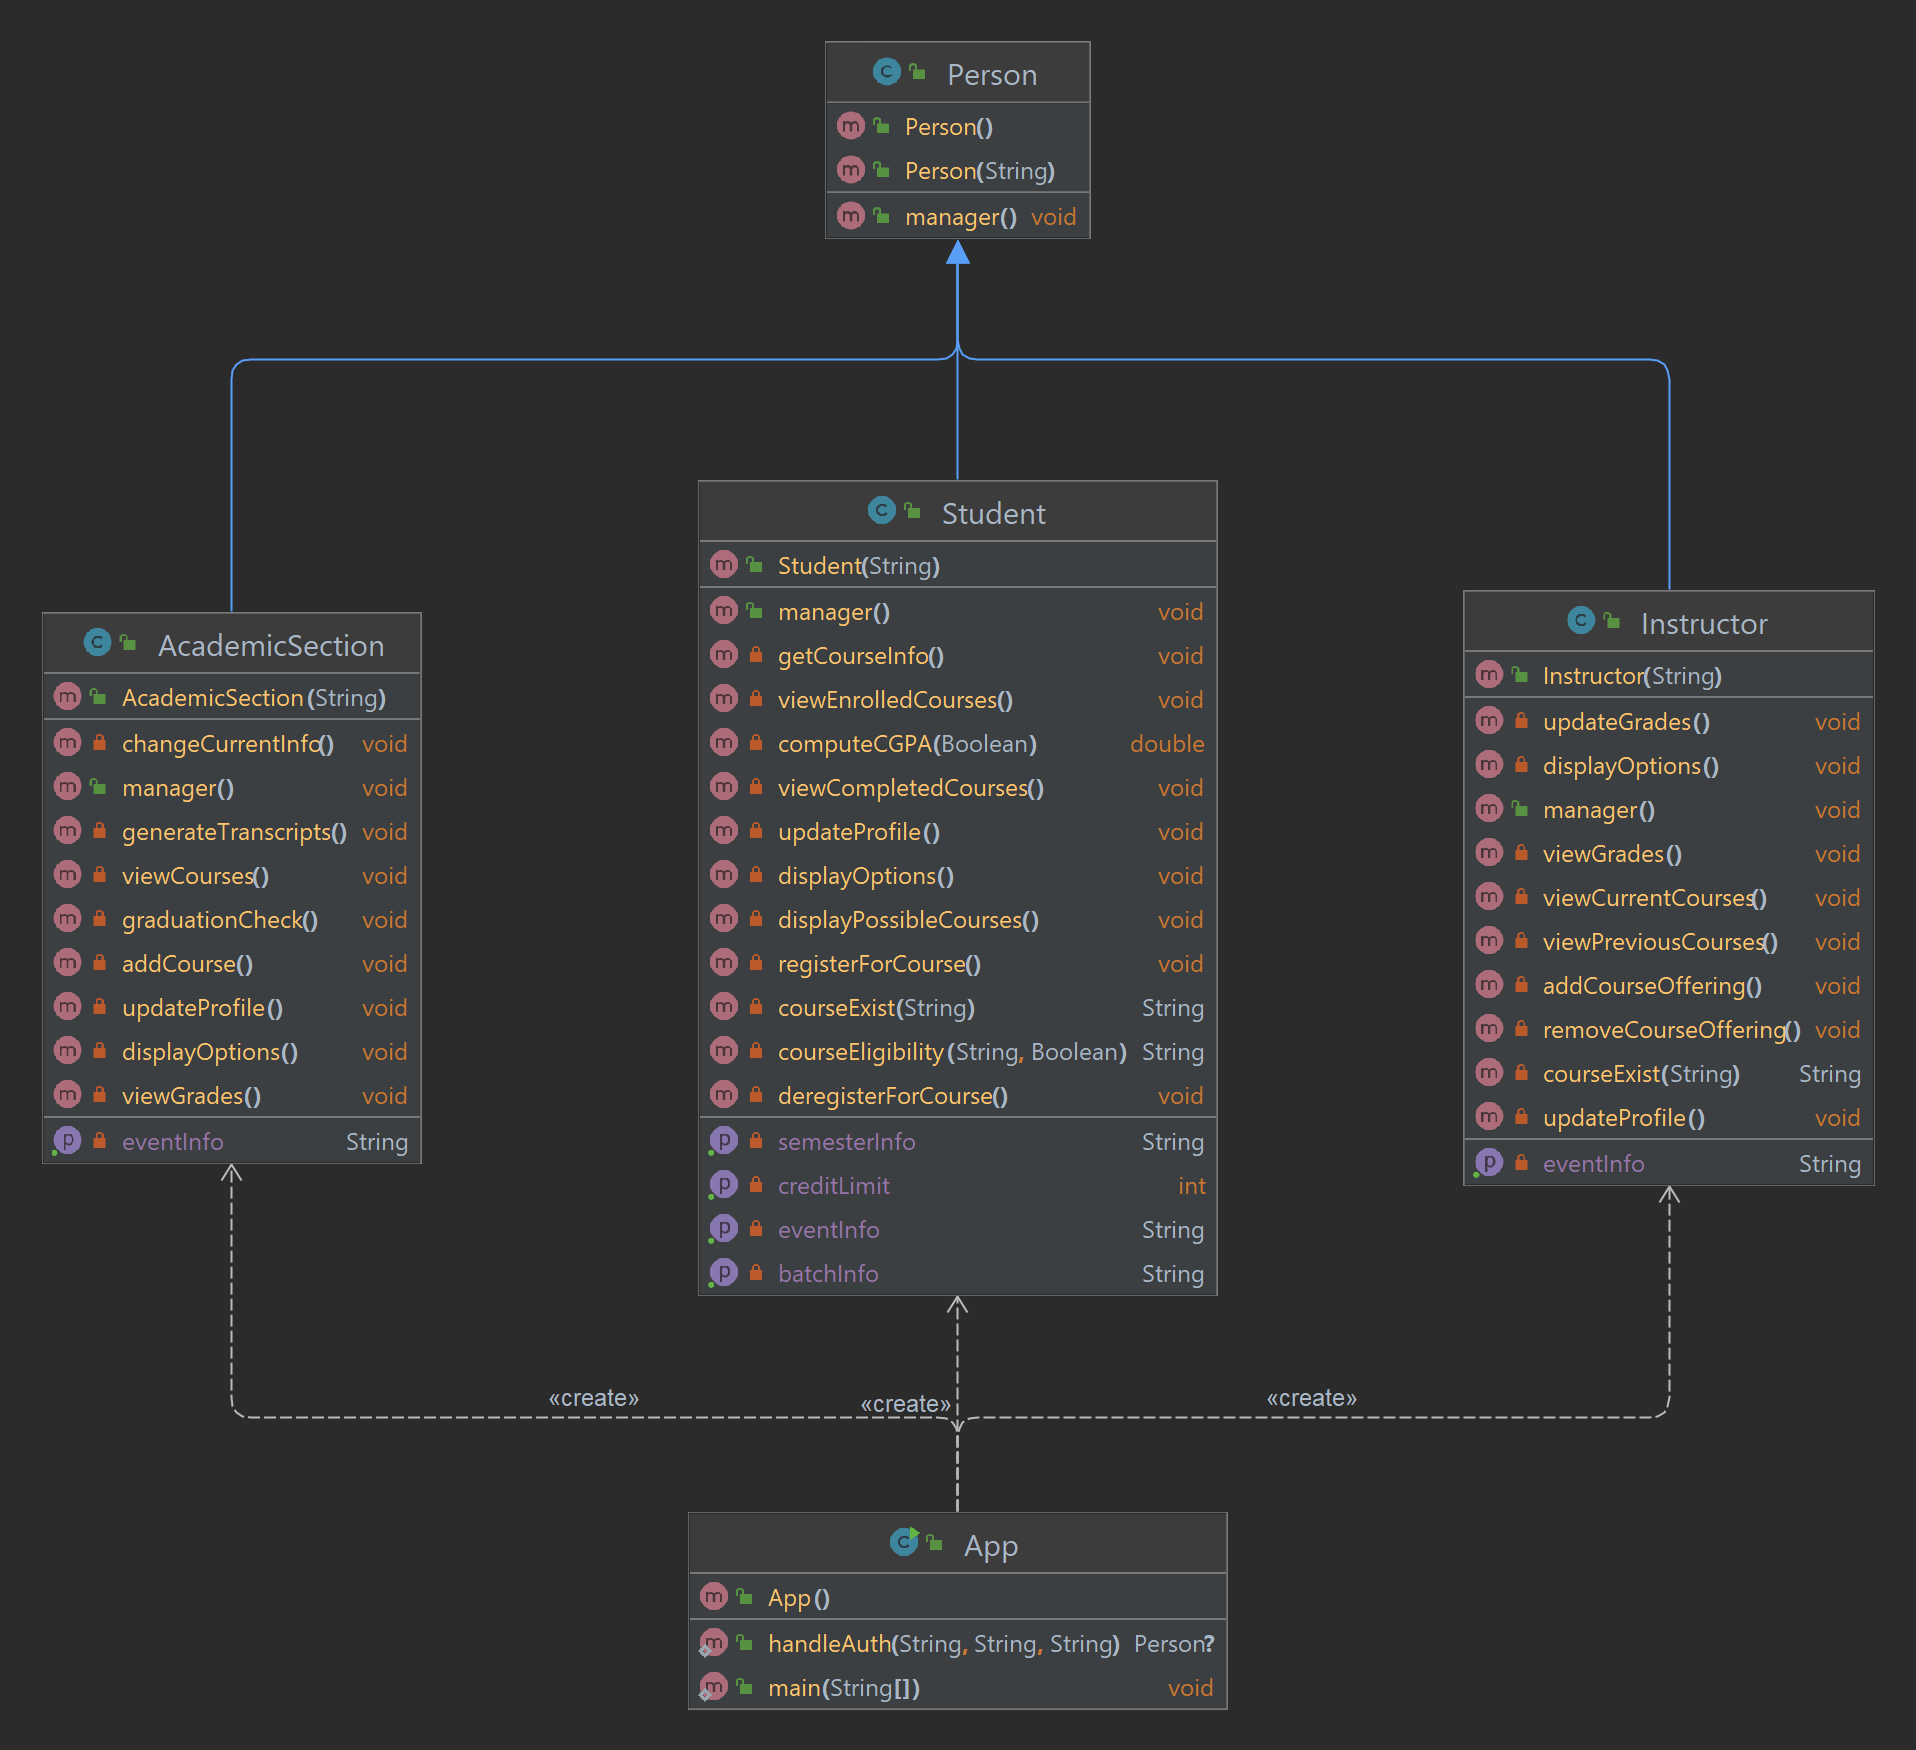 Person
Person()
Person(String)
manager() void
Student
Student(String)
manager() void
getCourseInfo() void
viewEnrolledCourses() void
computeCGPA(Boolean) double
viewCompletedCourses() void
updateProfile() void
displayOptions() void
displayPossibleCourses() void
registerForCourse() void
courseExist(String) String
courseEligibility(String, Boolean) String
deregisterForCourse() void
semesterInfo String
creditLimit int
eventInfo String
batchInfo String
AcademicSection
AcademicSection(String)
changeCurrentInfo() void
manager() void
generateTranscripts() void
viewCourses() void
graduationCheck() void
addCourse() void
updateProfile() void
displayOptions() void
viewGrades() void
eventInfo String
Instructor
Instructor(String)
updateGrades() void
displayOptions() void
manager() void
viewGrades() void
viewCurrentCourses() void
viewPreviousCourses() void
addCourseOffering() void
removeCourseOffering() void
courseExist(String) String
updateProfile() void
eventInfo String
«create»
«create»
«create»
App
App()
handleAuth(String, String, String) Person?
main(String[]) void